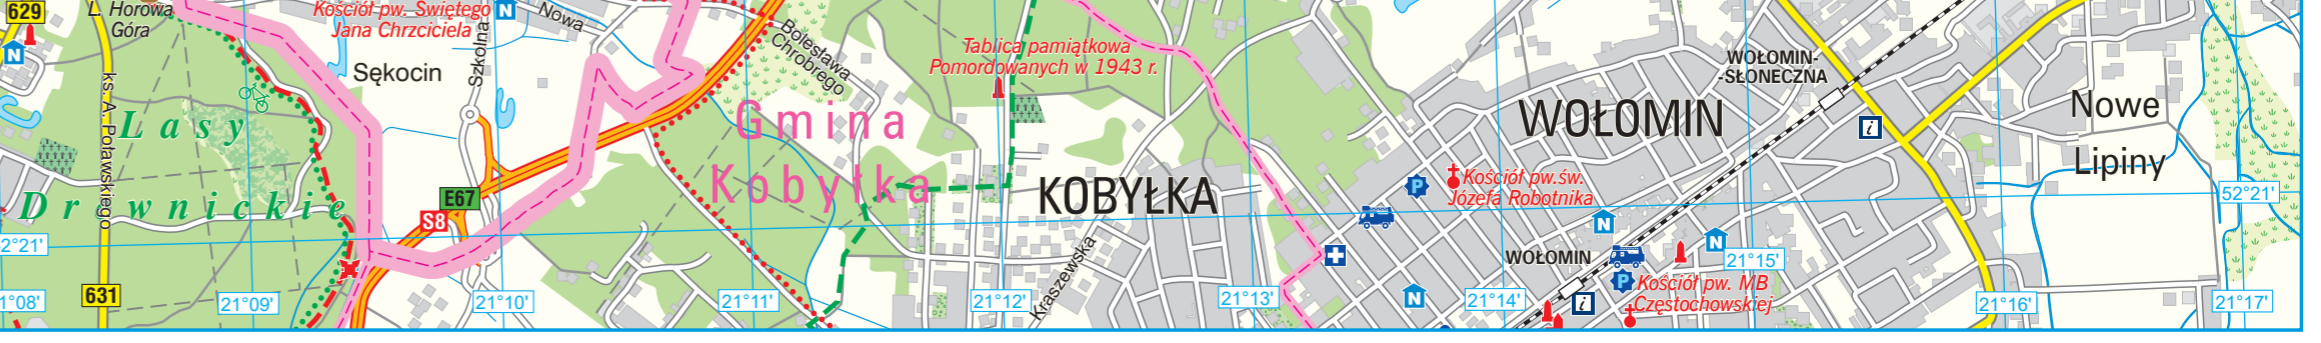 629
L. Horowa
Góra
Kościół pw. Świętego
Jana Chrzciciela
N
Nowa
Szkolna
Sękocin
ks. A. Poławskiego
Bolesława
Chrobrego
Tablica pamiątkowa
Pomordowanych w 1943 r.
N
Lasy
Drewnickie
Gmina
Kobyłka
KOBYŁKA
WOŁOMIN
WOŁOMIN-
-SŁONECZNA
i
Nowe
Lipiny
E67
S8
P
Kościół pw.św.
Józefa Robotnika
52°21'
2°21'
N
N
WOŁOMIN
21°15'
P
Kościół pw. MB
Częstochowskiej
Kraszewska
631
1°08'
21°09'
21°10'
21°11'
21°12'
21°13'
N
21°14'
i
21°16'
21°17'